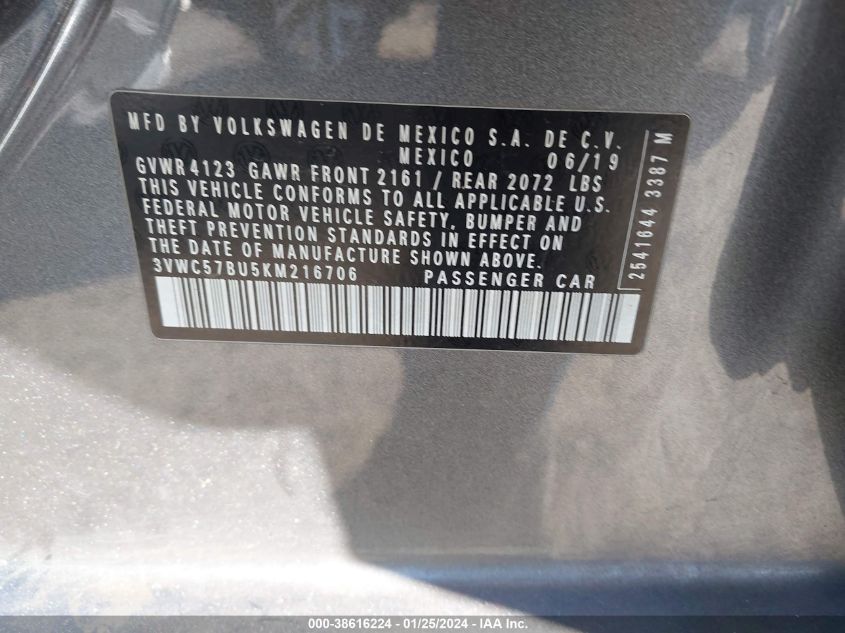 MFD BY VOLKSWAGEN DE MEXICO S.A. DE C.V.
MEXICO 06/19
GVWR 4123 GAWR FRONT 2161 / REAR 2072 LBS
THIS VEHICLE CONFORMS TO ALL APPLICABLE U.S.
FEDERAL MOTOR VEHICLE SAFETY, BUMPER AND
THEFT PREVENTION STANDARDS IN EFFECT ON
THE DATE OF MANUFACTURE SHOWN ABOVE.
3VWC57BU5KM216706 PASSENGER CAR
2541644 3387 M
000-38616224 - 01/25/2024 - IAA Inc.